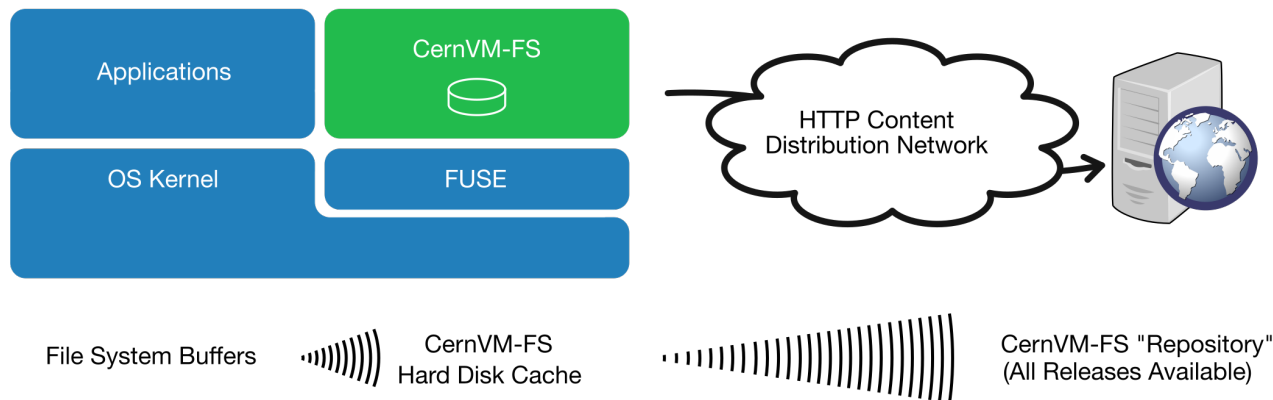 Applications
CernVM-FS
HTTP Content
Distribution Network
OS Kernel
FUSE
File System Buffers
CernVM-FS
Hard Disk Cache
CernVM-FS "Repository"
(All Releases Available)